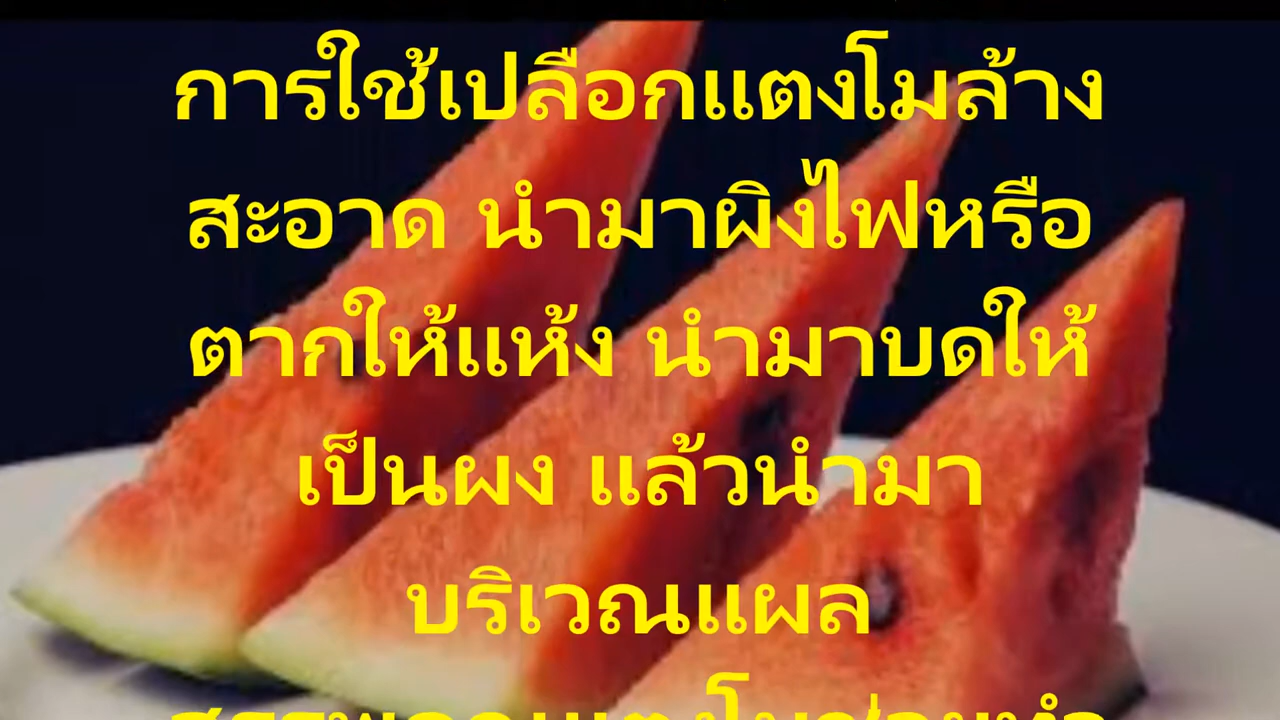 การใช้เปลือกแตงโมล้าง
สะอาด นำมาผิงไฟหรือ
ตากให้แห้ง นำมาบดให้
เป็นผง แล้วนำมา
บริเวณแผล